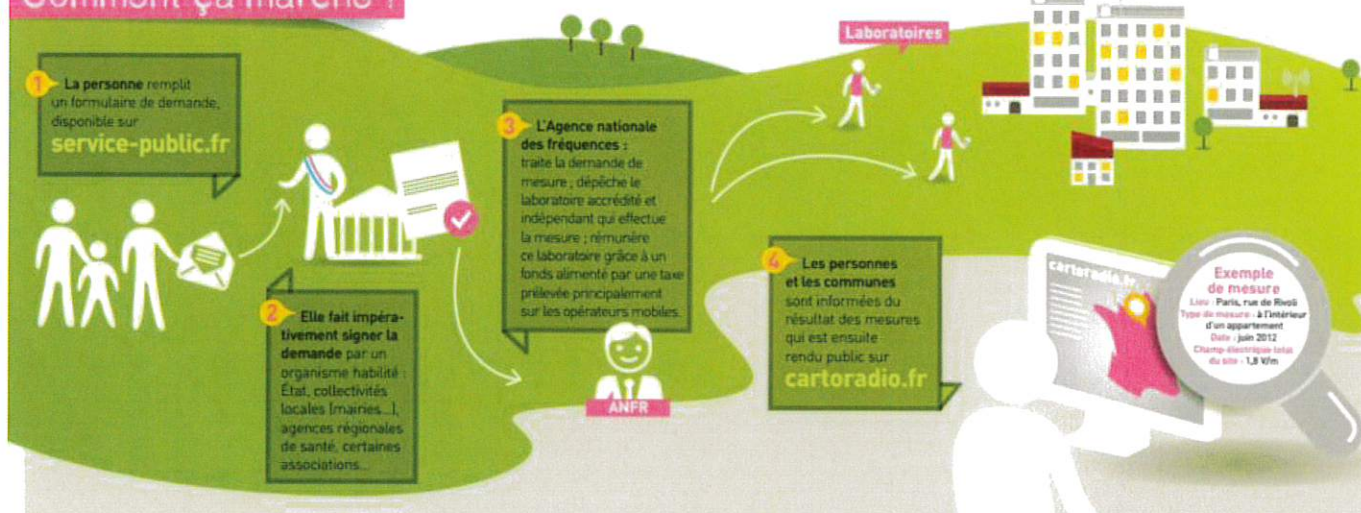 Comment ça marche ?
1 La personne remplit
un formulaire de demande,
disponible sur
service-public.fr
2 Elle fait impéra-
tivement signer la
demande par un
organisme habilité :
État, collectivités
locales (mairies...),
agences régionales
de santé, certaines
associations...
3 L'Agence nationale
des fréquences :
traite la demande de
mesure ; dépêche le
laboratoire accrédité et
indépendant qui effectue
la mesure ; rémunère
ce laboratoire grâce à un
fonds alimenté par une taxe
prélevée principalement
sur les opérateurs mobiles.
ANFR
Laboratoires
4 Les personnes
et les communes
sont informées du
résultat des mesures
qui est ensuite
rendu public sur
cartoradio.fr
cartoradio.fr
Exemple
de mesure
Lieu : Paris, rue de Rivoli
Type de mesure : à l'intérieur
d'un appartement
Date : juin 2012
Champ électrique total
du site : 1,8 V/m